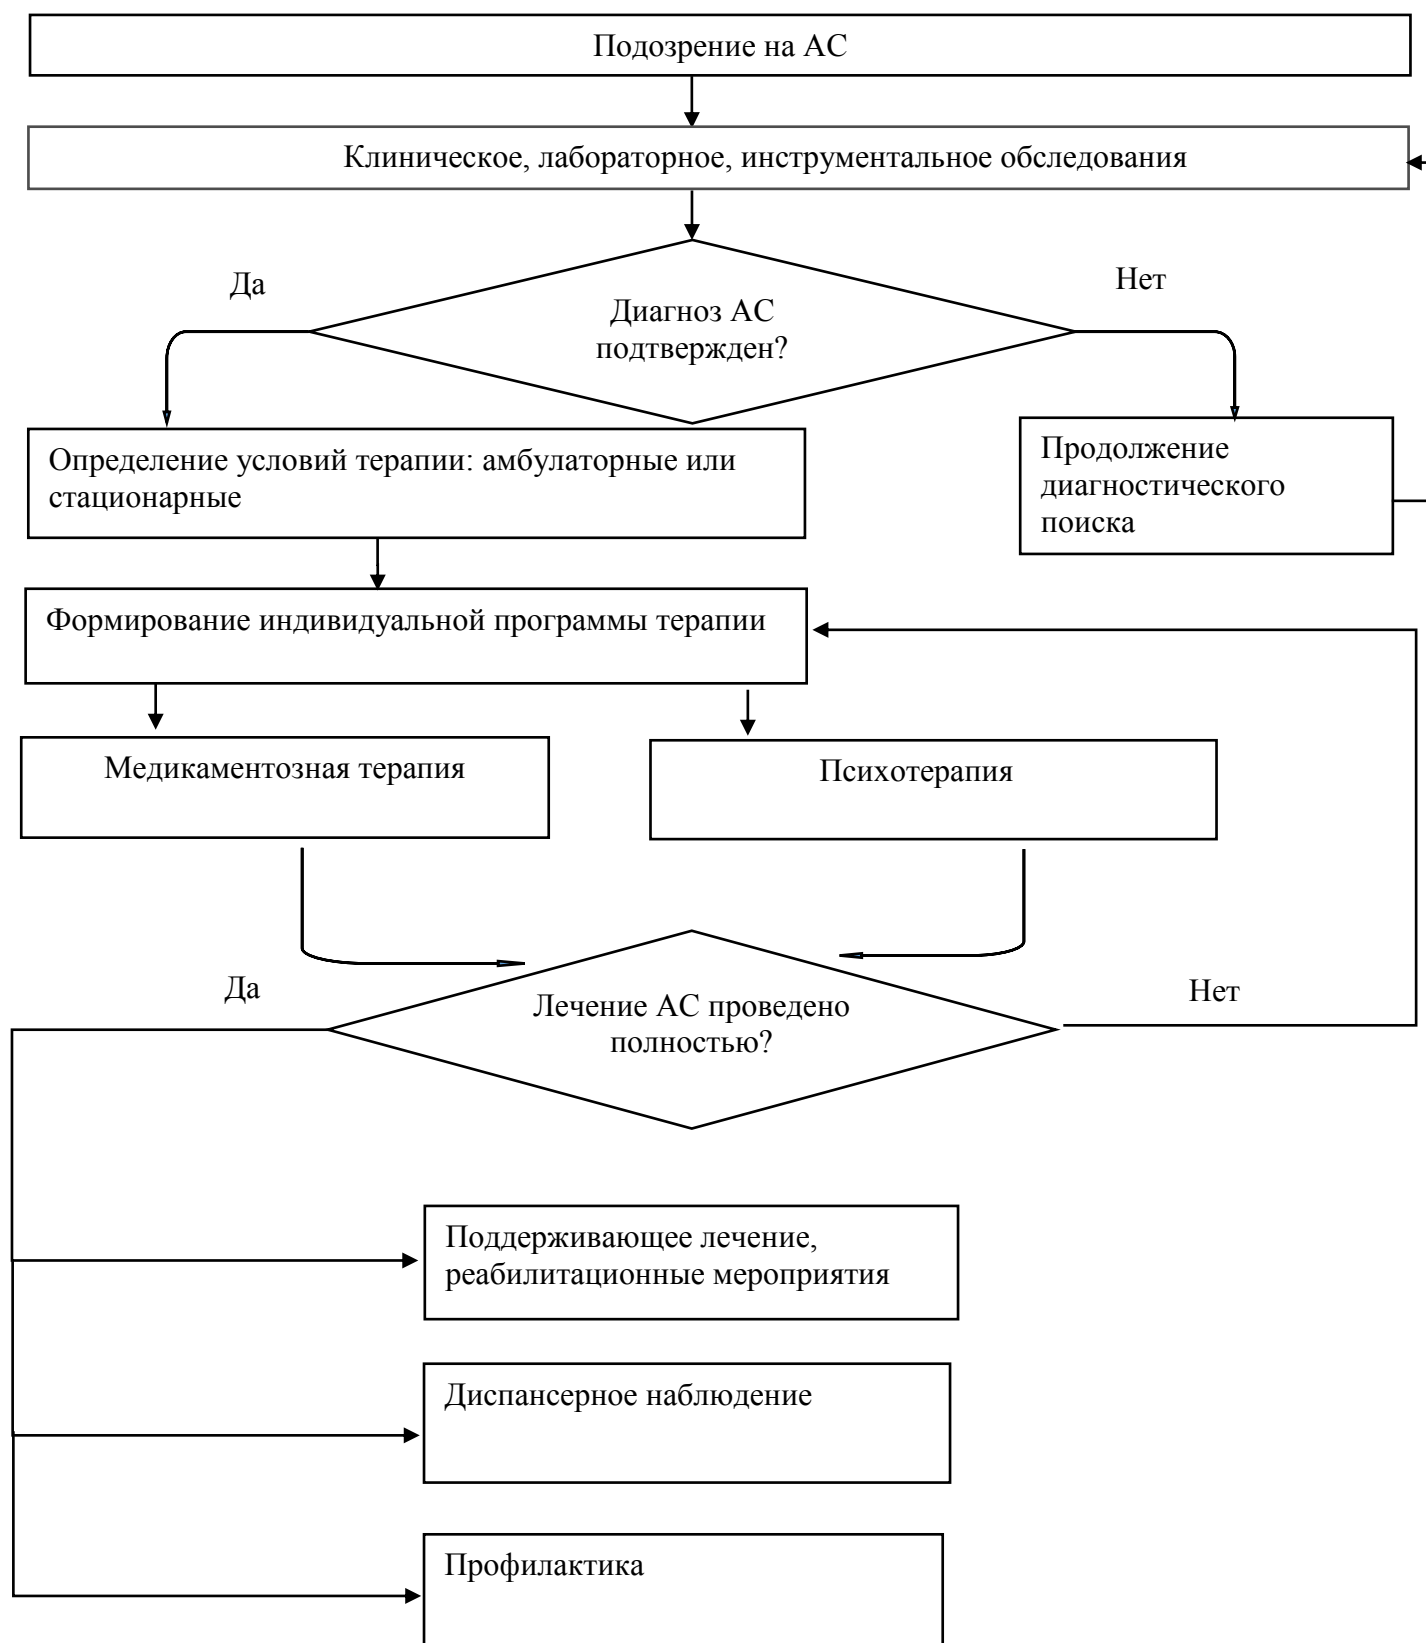 Подозрение на АС
Клиническое, лабораторное, инструментальное обследования
Да
Нет
Диагноз АС
подтвержден?
Определение условий терапии: амбулаторные или
стационарные
Продолжение
диагностического
поиска
Формирование индивидуальной программы терапии
Медикаментозная терапия
Психотерапия
Да
Нет
Лечение АС проведено
полностью?
Поддерживающее лечение,
реабилитационные мероприятия
Диспансерное наблюдение
Профилактика